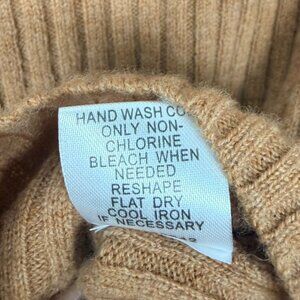 HAND WASH CO
ONLY NON-
CHLORINE
BLEACH WHEN
NEEDED
RESHAPE
FLAT DRY
COOL IRON
IF NECESSARY